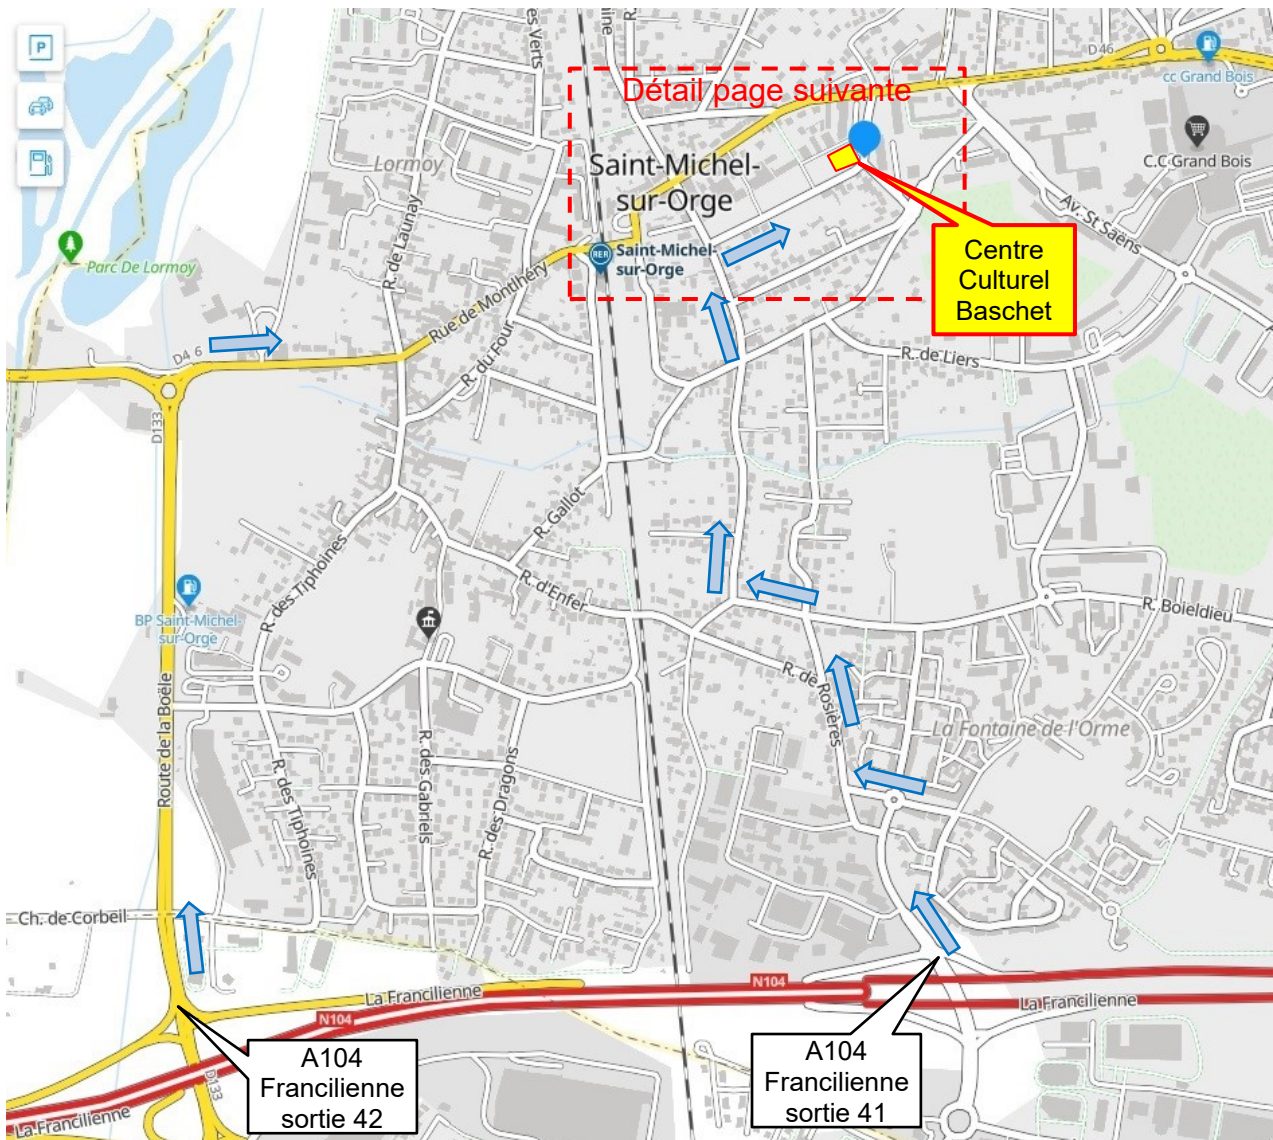 D 46
cc Grand Bois
Détail page suivante
P
es Verts
aine
R
Lormoy
Saint-Michel-
sur-Orge
C.C Grand Bois
Av. St Saëns
R. de Launay
Parc De Lormoy
RER
Saint-Michel-
sur-Orge
Centre
Culturel
Baschet
Rue de Montlhéry
D4 6
R. du Four
R. de Liers
A
D133
R. Gallot
R. des Tiphoines
R. d'Enfer
R. Boieldieu
BP Saint-Michel-
sur-Orge
R. de Rosières
La Fontaine de l'Orme
Route de la Boële
R. des Gabriels
R. des Dragons
R. des Tiphoines
Ch. de Corbeil
La Francilienne
N104
N104
La Francilienne
A104
Francilienne
sortie 42
A104
Francilienne
sortie 41
D133
La Francilienne